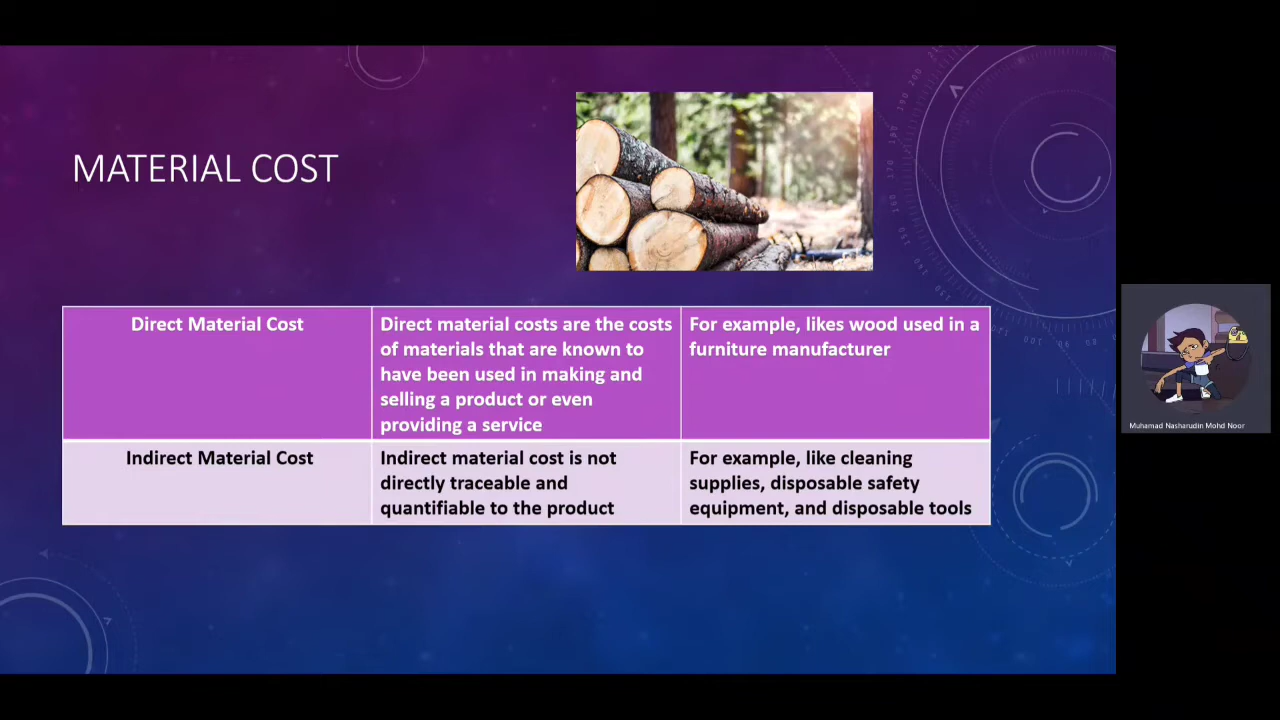 MATERIAL COST
Direct Material Cost
Direct material costs are the costs
of materials that are known to
have been used in making and
selling a product or even
providing a service
For example, likes wood used in a
furniture manufacturer
Indirect Material Cost
Indirect material cost is not
directly traceable and
quantifiable to the product
For example, like cleaning
supplies, disposable safety
equipment, and disposable tools
Muhamad Nasharudin Mohd Noor